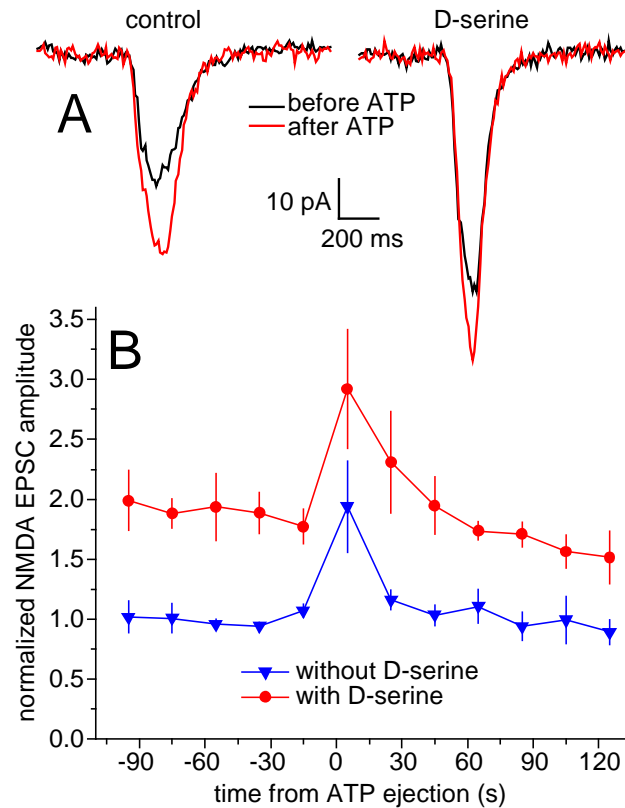 control D-serine
A
before ATP
after ATP
10 pA
200 ms
B
normalized NMDA EPSC amplitude
3.5
3.0
2.5
2.0
1.5
1.0
0.5
0.0
without D-serine
with D-serine
-90 -60 -30 0 30 60 90 120
time from ATP ejection (s)